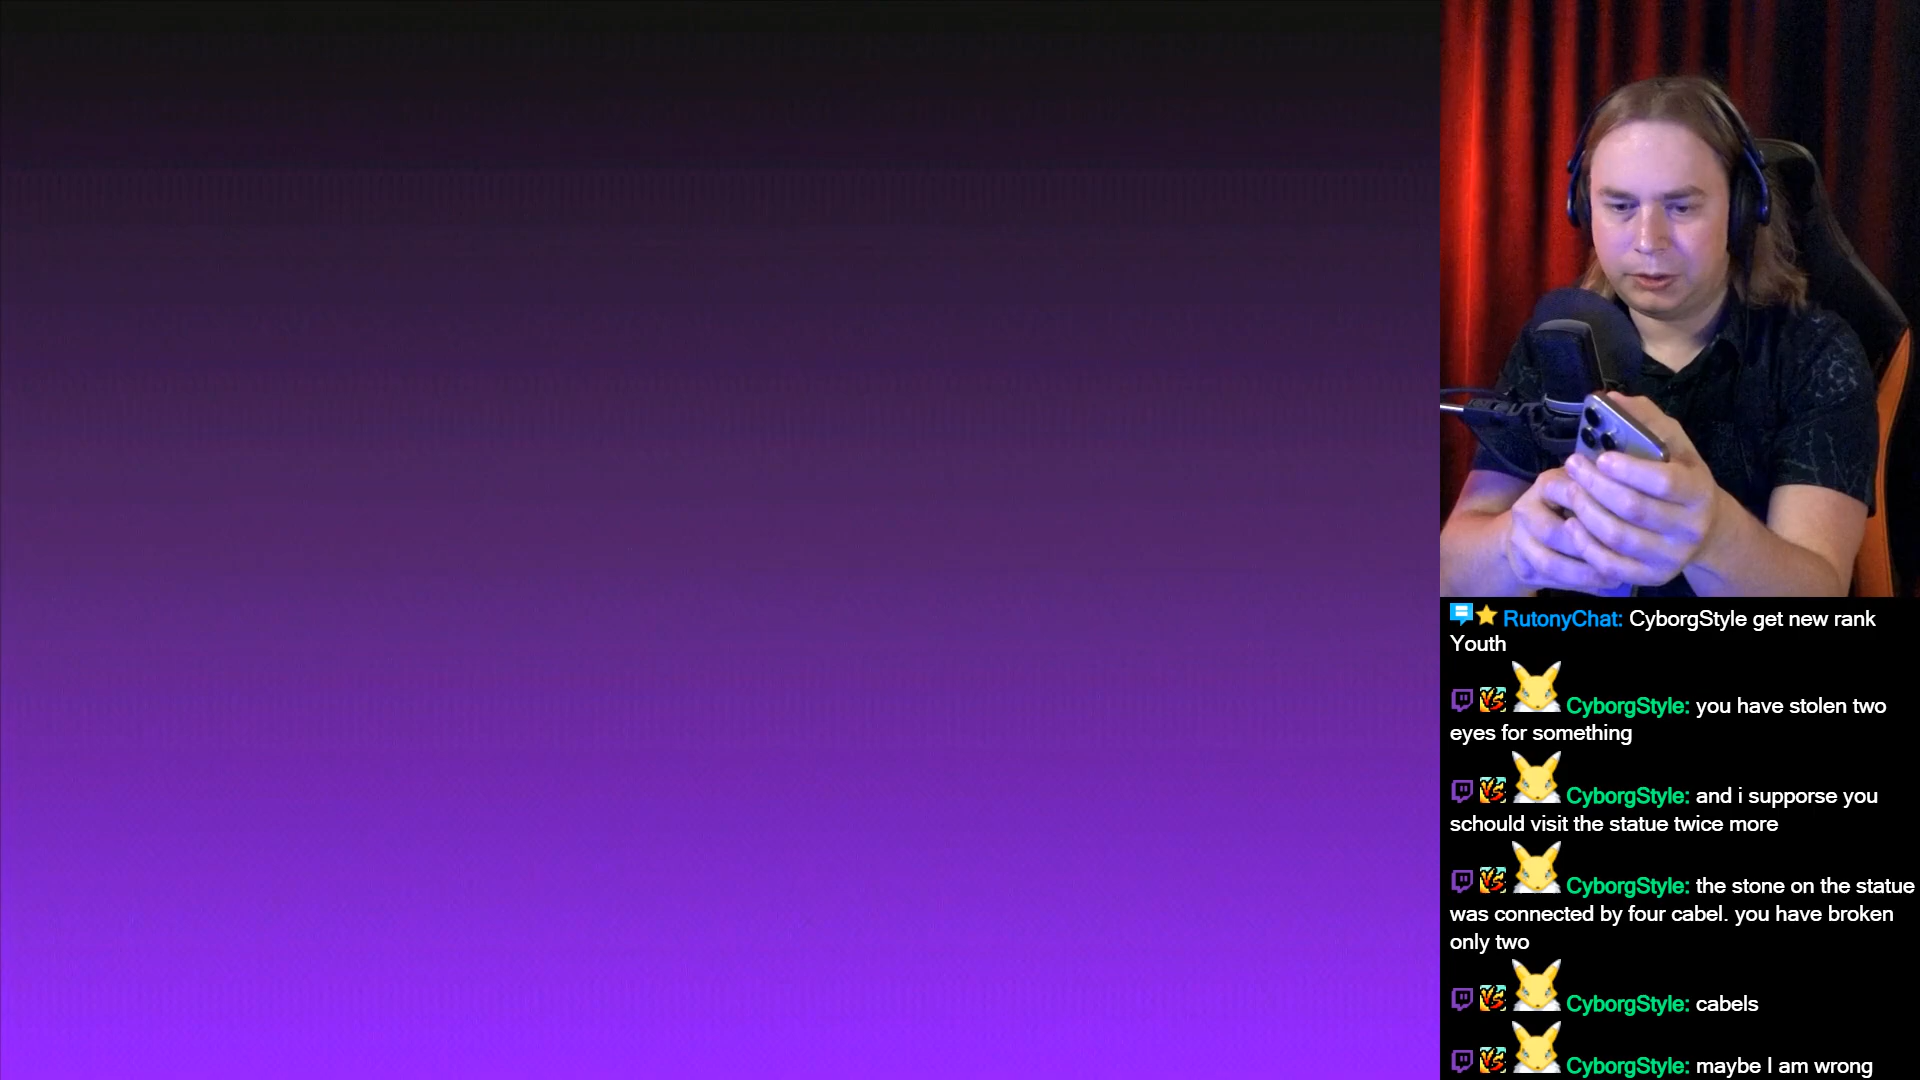 RutonyChat: CyborgStyle get new rank
Youth
CyborgStyle: you have stolen two
eyes for something
CyborgStyle: and i supporse you
schould visit the statue twice more
CyborgStyle: the stone on the statue
was connected by four cabel. you have broken
only two
CyborgStyle: cabels
CyborgStyle: maybe I am wrong